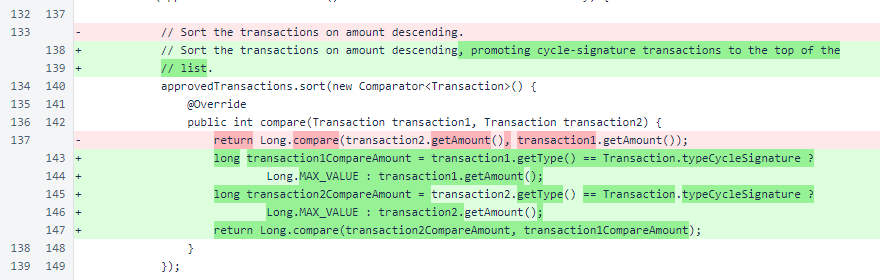 132 137
133 - // Sort the transactions on amount descending.
138 + // Sort the transactions on amount descending, promoting cycle-signature transactions to the top of the
139 + // list.
134 140 approvedTransactions.sort(new Comparator<Transaction>() {
135 141 @Override
136 142 public int compare(Transaction transaction1, Transaction transaction2) {
137 - return Long.compare(transaction2.getAmount(), transaction1.getAmount());
143 + long transaction1CompareAmount = transaction1.getType() == Transaction.typeCycleSignature ?
144 + Long.MAX_VALUE : transaction1.getAmount();
145 + long transaction2CompareAmount = transaction2.getType() == Transaction.typeCycleSignature ?
146 + Long.MAX_VALUE : transaction2.getAmount();
147 + return Long.compare(transaction2CompareAmount, transaction1CompareAmount);
138 148 }
139 149 });